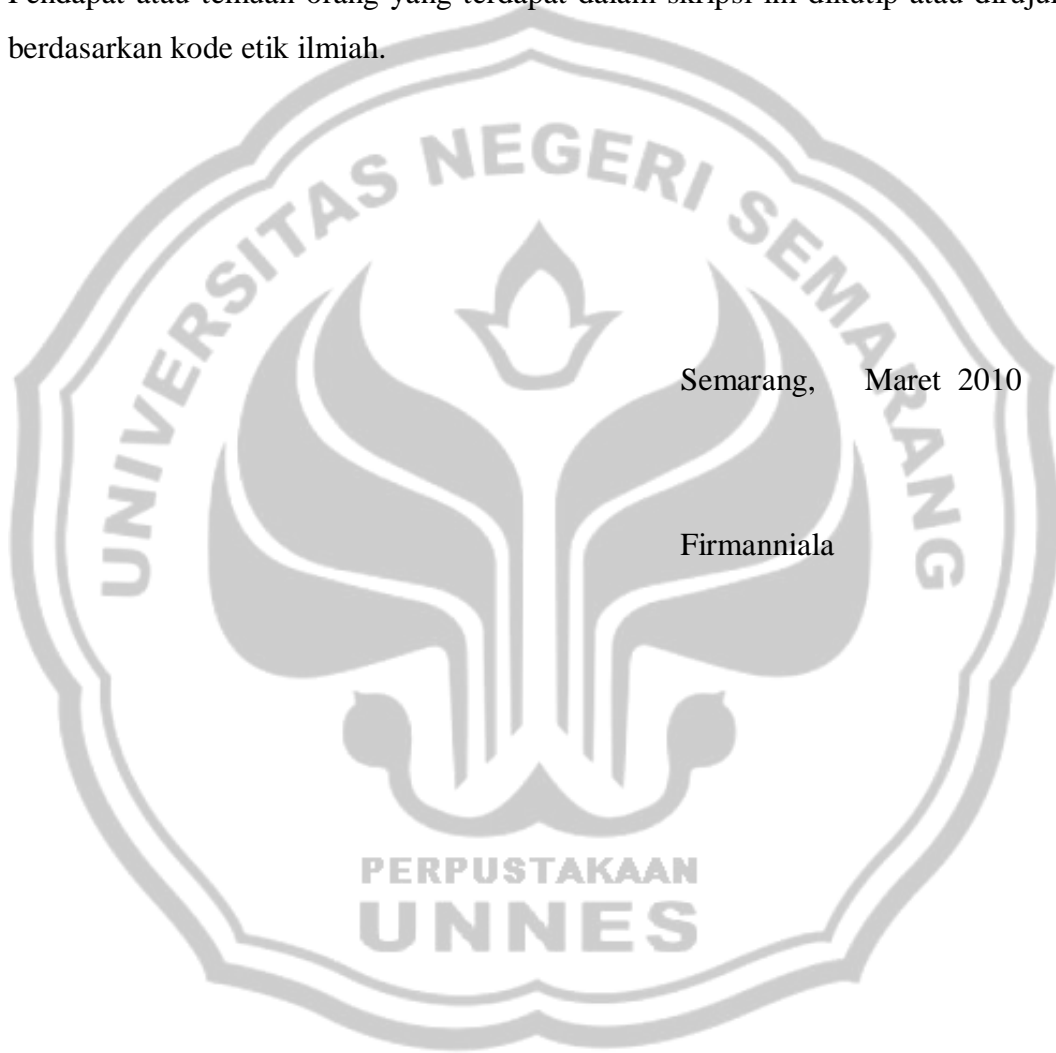 Pendapat atau temuan orang yang terdapat dalam skripsi ini dikutip atau dirujuk
berdasarkan kode etik ilmiah.
UNIVERSITAS NEGERI SEMARANG
Semarang, Maret 2010
Firmanniala
PERPUSTAKAAN
UNNES